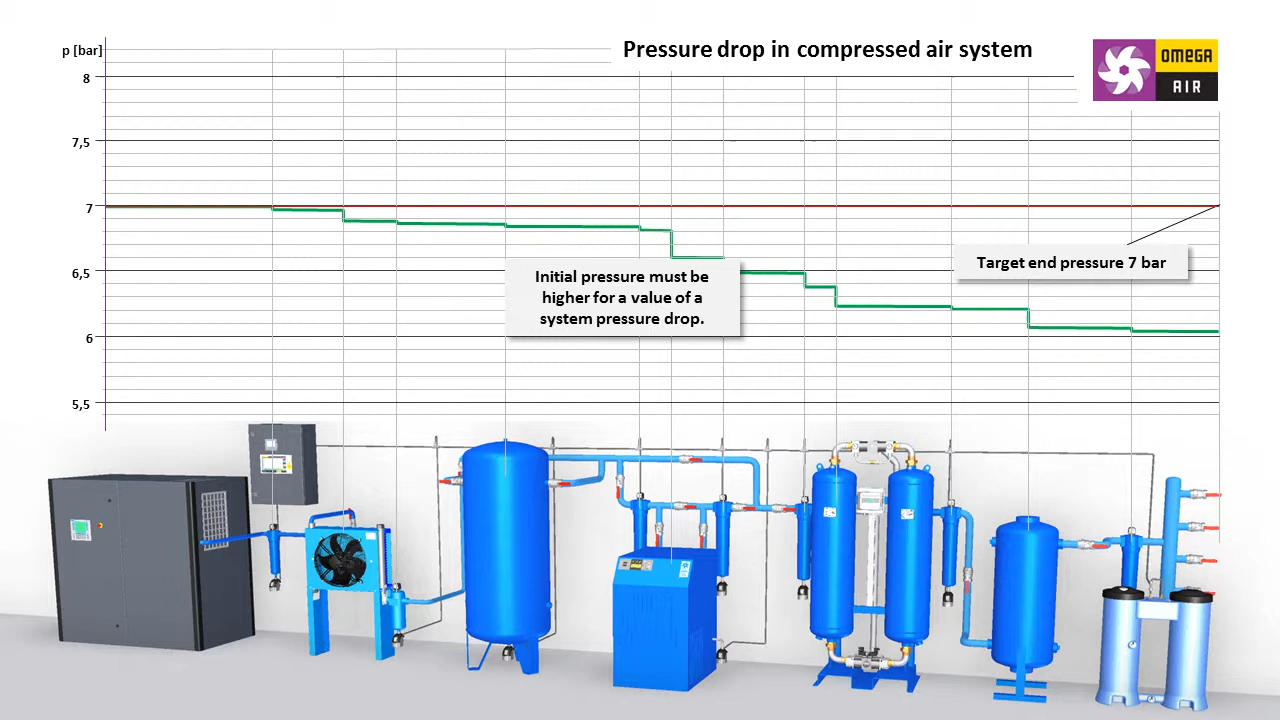 Pressure drop in compressed air system
OMEGA
AIR
p [bar]
8
7,5
7
6,5
6
5,5
Target end pressure 7 bar
Initial pressure must be
higher for a value of a
system pressure drop.